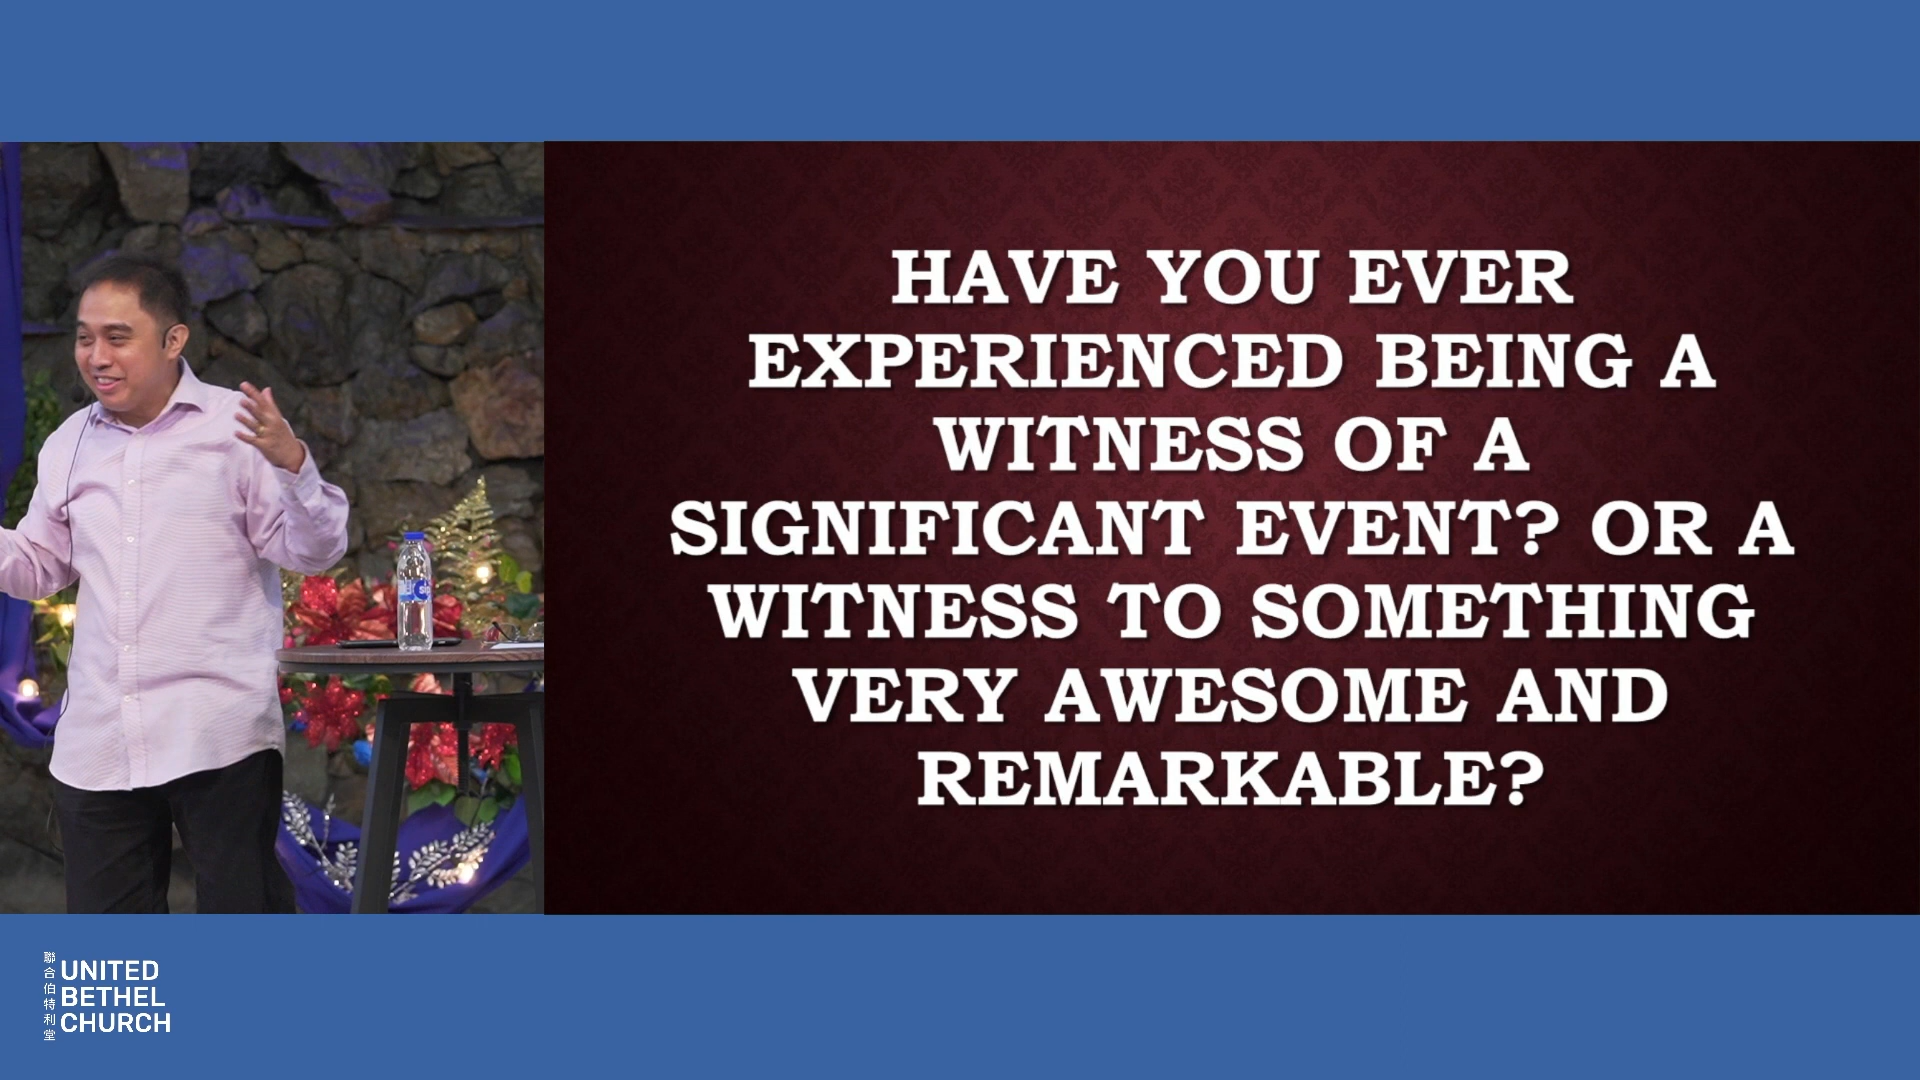 HAVE YOU EVER
EXPERIENCED BEING A
WITNESS OF A
SIGNIFICANT EVENT? OR A
WITNESS TO SOMETHING
VERY AWESOME AND
REMARKABLE?
聯合伯特利堂
UNITED
BETHEL
CHURCH